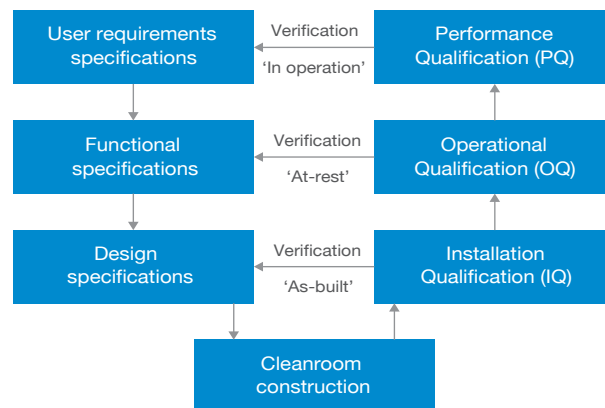 User requirements
specifications
Verification
'In operation'
Performance
Qualification (PQ)
Functional
specifications
Verification
'At-rest'
Operational
Qualification (OQ)
Design
specifications
Verification
'As-built'
Installation
Qualification (IQ)
Cleanroom
construction